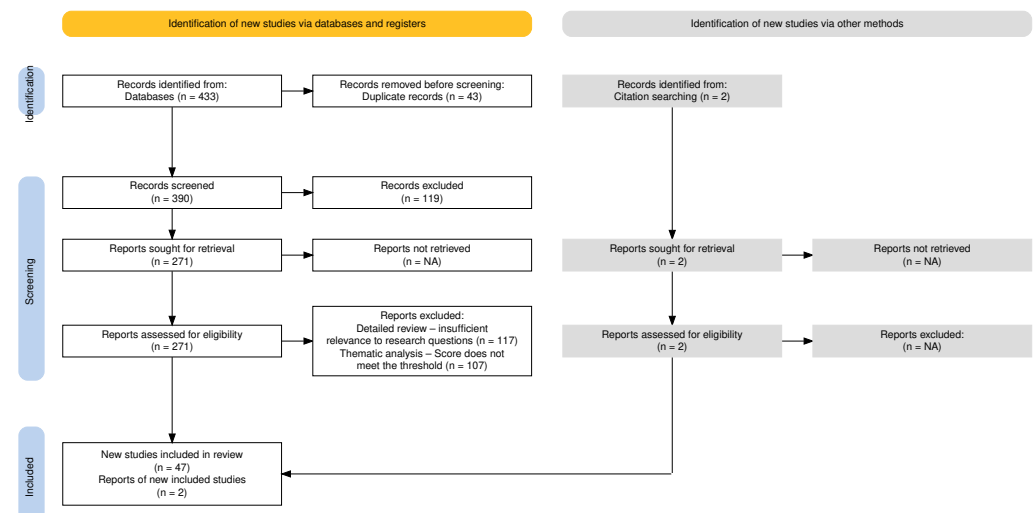 Identification of new studies via databases and registers
Identification of new studies via other methods
Identification
Records identified from:
Databases (n = 433)
Records removed before screening:
Duplicate records (n = 43)
Records identified from:
Citation searching (n = 2)
Screening
Records screened
(n = 390)
Records excluded
(n = 119)
Reports sought for retrieval
(n = 271)
Reports not retrieved
(n = NA)
Reports sought for retrieval
(n = 2)
Reports not retrieved
(n = NA)
Reports assessed for eligibility
(n = 271)
Reports excluded:
Detailed review – insufficient
relevance to research questions (n = 117)
Thematic analysis – Score does not
meet the threshold (n = 107)
Reports assessed for eligibility
(n = 2)
Reports excluded:
(n = NA)
Included
New studies included in review
(n = 47)
Reports of new included studies
(n = 2)